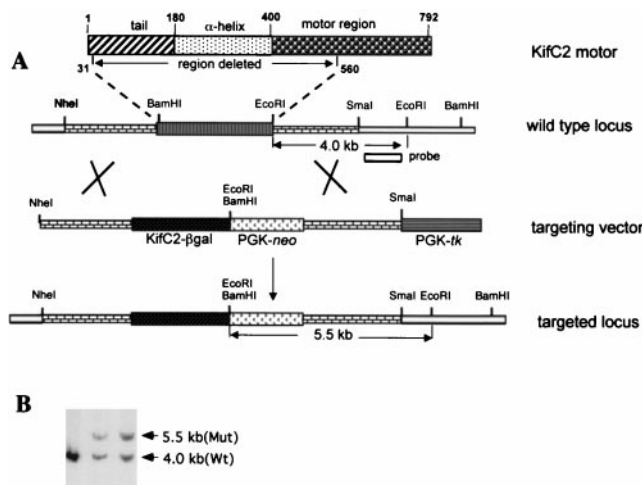 1 180 400 792
tail α-helix motor region
A
KifC2 motor
31 region deleted 560
NheI BamHI EcoRI SmaI EcoRI BamHI
wild type locus
4.0 kb
probe
NheI EcoRI BamHI SmaI
targeting vector
KifC2-βgal PGK-neo PGK-tk
NheI EcoRI BamHI SmaI EcoRI BamHI
targeted locus
5.5 kb
B
5.5 kb(Mut)
4.0 kb(Wt)